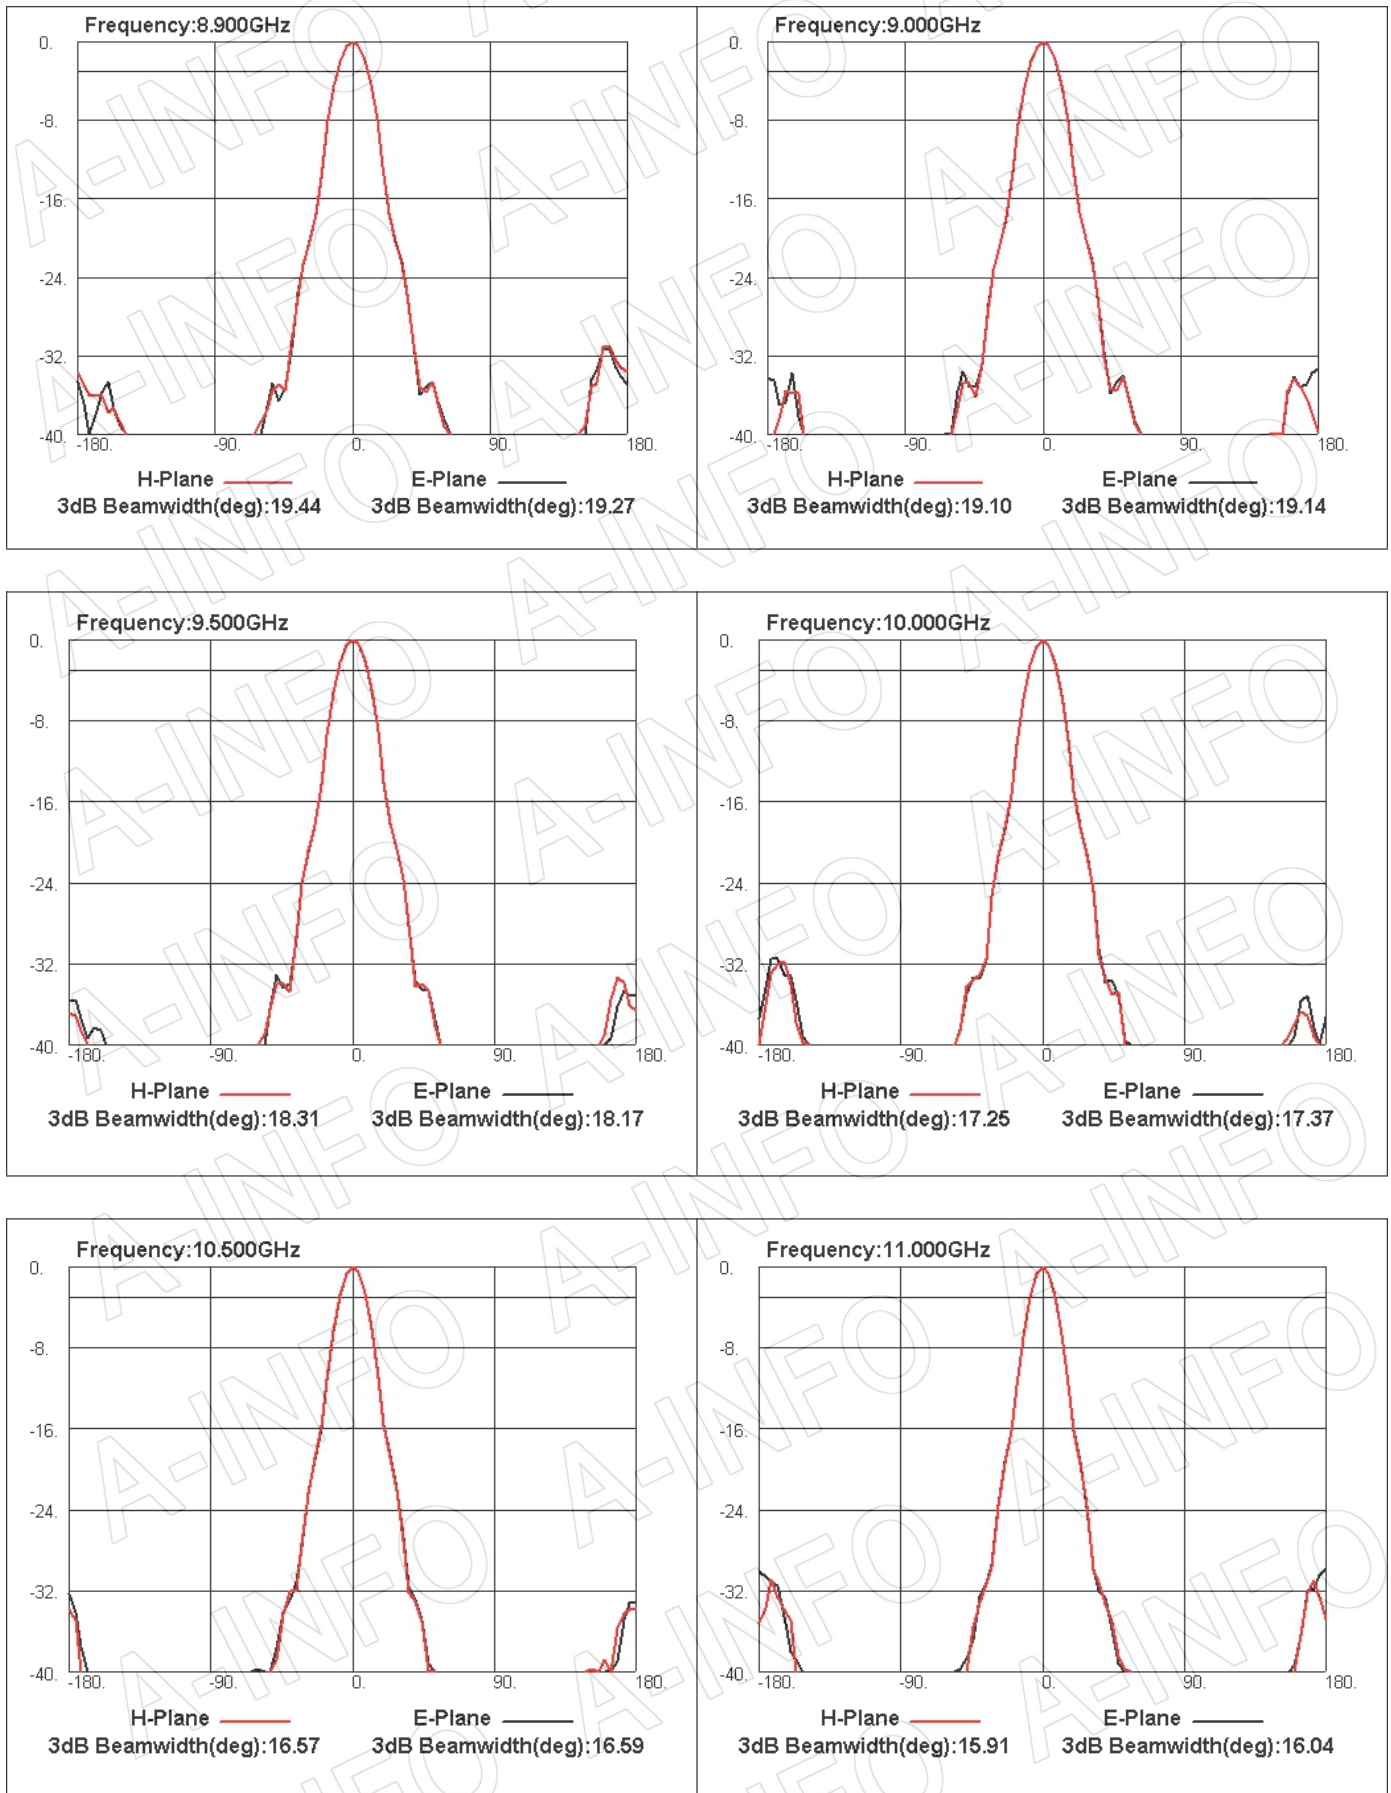 Frequency:8.900GHz
0.
-8.
-16.
-24.
-32.
-40.
-180. -90. 0. 90. 180.
H-Plane E-Plane
3dB Beamwidth(deg):19.44 3dB Beamwidth(deg):19.27
Frequency:9.000GHz
0.
-8.
-16.
-24.
-32.
-40.
-180. -90. 0. 90. 180.
H-Plane E-Plane
3dB Beamwidth(deg):19.10 3dB Beamwidth(deg):19.14
Frequency:9.500GHz
0.
-8.
-16.
-24.
-32.
-40.
-180. -90. 0. 90. 180.
H-Plane E-Plane
3dB Beamwidth(deg):18.31 3dB Beamwidth(deg):18.17
Frequency:10.000GHz
0.
-8.
-16.
-24.
-32.
-40.
-180. -90. 0. 90. 180.
H-Plane E-Plane
3dB Beamwidth(deg):17.25 3dB Beamwidth(deg):17.37
Frequency:10.500GHz
0.
-8.
-16.
-24.
-32.
-40.
-180. -90. 0. 90. 180.
H-Plane E-Plane
3dB Beamwidth(deg):16.57 3dB Beamwidth(deg):16.59
Frequency:11.000GHz
0.
-8.
-16.
-24.
-32.
-40.
-180. -90. 0. 90. 180.
H-Plane E-Plane
3dB Beamwidth(deg):15.91 3dB Beamwidth(deg):16.04
A-INFO